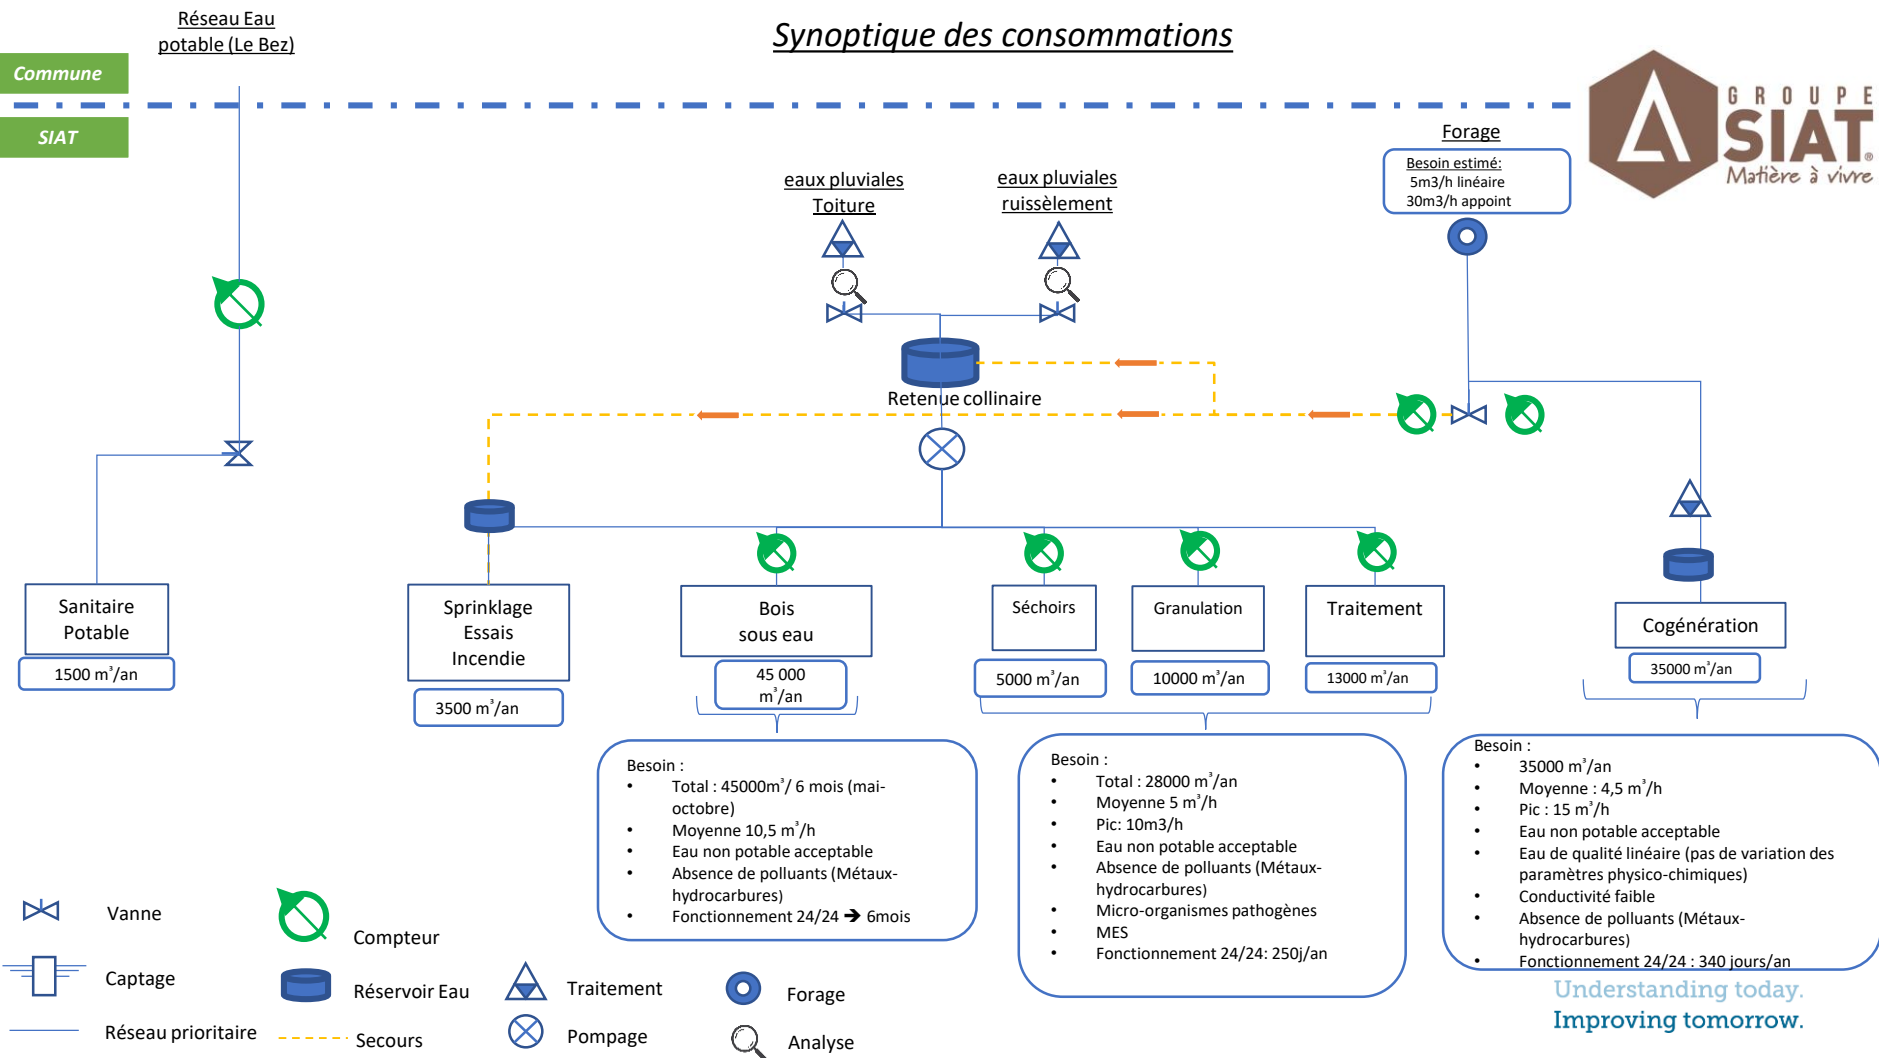 Réseau Eau
potable (Le Bez)
Synoptique des consommations
Commune
SIAT
GROUPE
SIAT®
Matière à vivre
Forage
Besoin estimé:
5m3/h linéaire
30m3/h appoint
eaux pluviales
Toiture
eaux pluviales
ruissèlement
Retenue collinaire
Sanitaire
Potable
1500 m³/an
Sprinklage
Essais
Incendie
3500 m³/an
Bois
sous eau
45 000
m³/an
Séchoirs
5000 m³/an
Granulation
10000 m³/an
Traitement
13000 m³/an
Cogénération
35000 m³/an
Besoin :
• Total : 45000m³/ 6 mois (mai-
octobre)
• Moyenne 10,5 m³/h
• Eau non potable acceptable
• Absence de polluants (Métaux-
hydrocarbures)
• Fonctionnement 24/24 → 6mois
Besoin :
• Total : 28000 m³/an
• Moyenne 5 m³/h
• Pic: 10m3/h
• Eau non potable acceptable
• Absence de polluants (Métaux-
hydrocarbures)
• Micro-organismes pathogènes
• MES
• Fonctionnement 24/24: 250j/an
Besoin :
• 35000 m³/an
• Moyenne : 4,5 m³/h
• Pic : 15 m³/h
• Eau non potable acceptable
• Eau de qualité linéaire (pas de variation des
paramètres physico-chimiques)
• Conductivité faible
• Absence de polluants (Métaux-
hydrocarbures)
• Fonctionnement 24/24 : 340 jours/an
Vanne
Captage
Réseau prioritaire
Compteur
Réservoir Eau
Secours
Traitement
Pompage
Forage
Analyse
Understanding today.
Improving tomorrow.